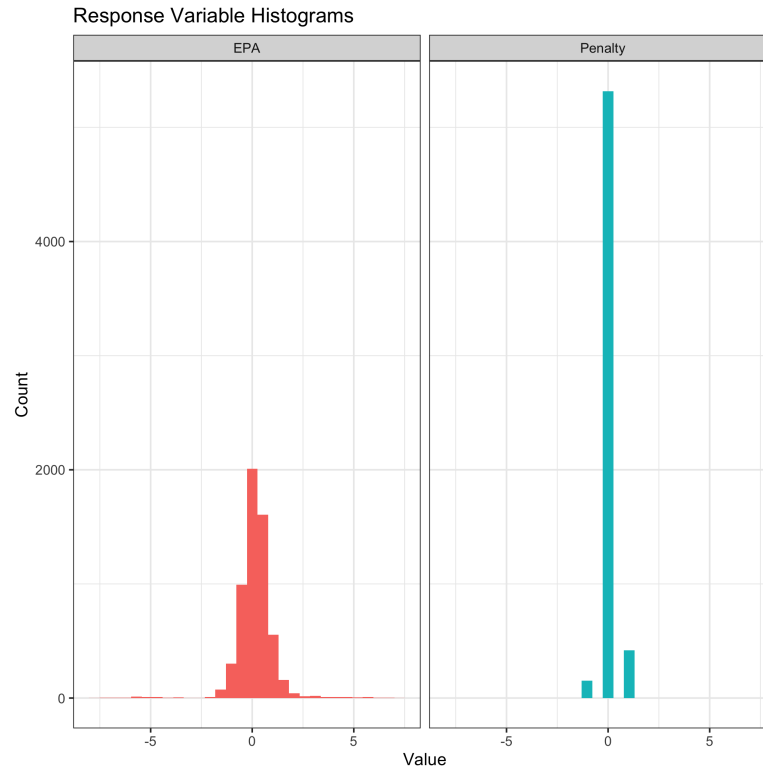 Response Variable Histograms
EPA
Penalty
4000
2000
0
-5
0
5
-5
0
5
Count
Value